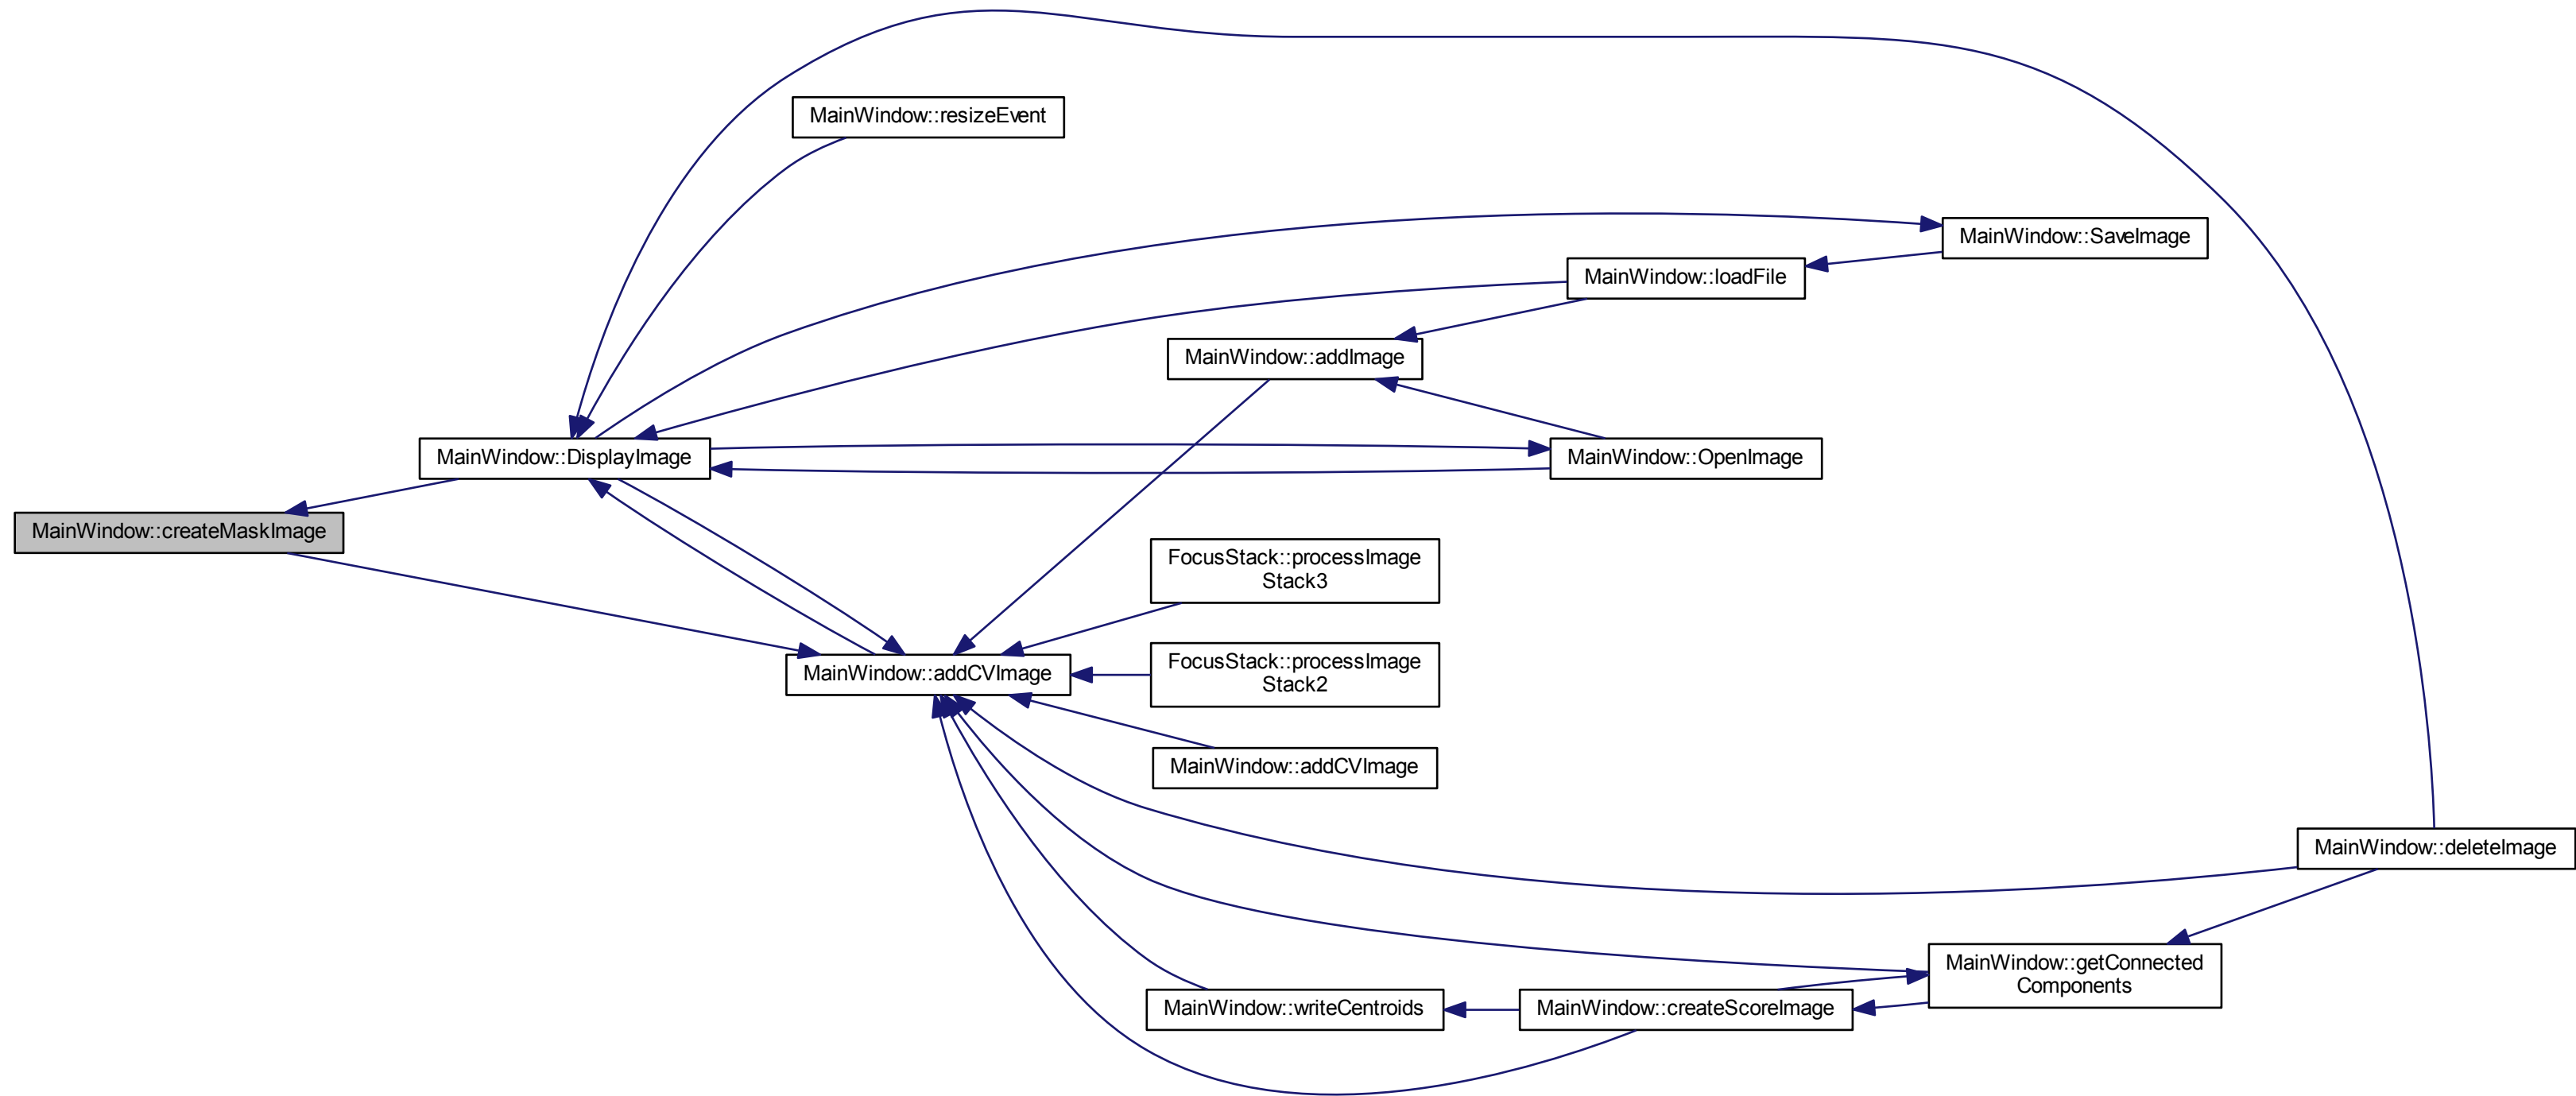 MainWindow::resizeEvent
MainWindow::SaveImage
MainWindow::loadFile
MainWindow::addImage
MainWindow::DisplayImage
MainWindow::OpenImage
MainWindow::createMaskImage
FocusStack::processImage
Stack3
MainWindow::addCVImage
FocusStack::processImage
Stack2
MainWindow::addCVImage
MainWindow::deleteImage
MainWindow::getConnected
Components
MainWindow::writeCentroids
MainWindow::createScoreImage